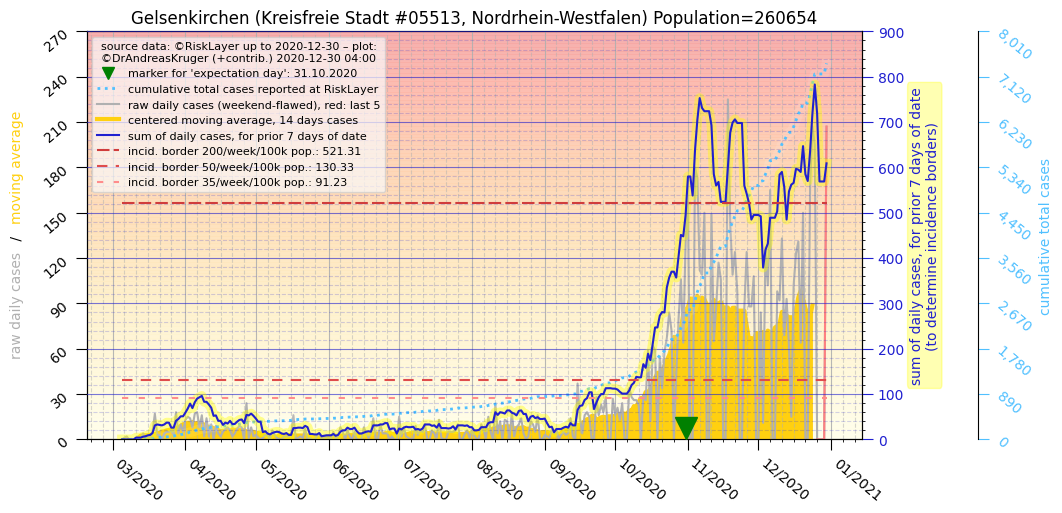 Gelsenkirchen (Kreisfreie Stadt #05513, Nordrhein-Westfalen) Population=260654
source data: ©RiskLayer up to 2020-12-30 – plot:
©DrAndreasKruger (+contrib.) 2020-12-30 04:00
marker for 'expectation day': 31.10.2020
cumulative total cases reported at RiskLayer
raw daily cases (weekend-flawed), red: last 5
centered moving average, 14 days cases
sum of daily cases, for prior 7 days of date
incid. border 200/week/100k pop.: 521.31
incid. border 50/week/100k pop.: 130.33
incid. border 35/week/100k pop.: 91.23
raw daily cases / moving average
270
240
210
180
150
120
90
60
30
0
03/2020
04/2020
05/2020
06/2020
07/2020
08/2020
09/2020
10/2020
11/2020
12/2020
01/2021
900
800
700
600
500
400
300
200
100
0
sum of daily cases, for prior 7 days of date
(to determine incidence borders)
8,010
7,120
6,230
5,340
4,450
3,560
2,670
1,780
890
0
cumulative total cases